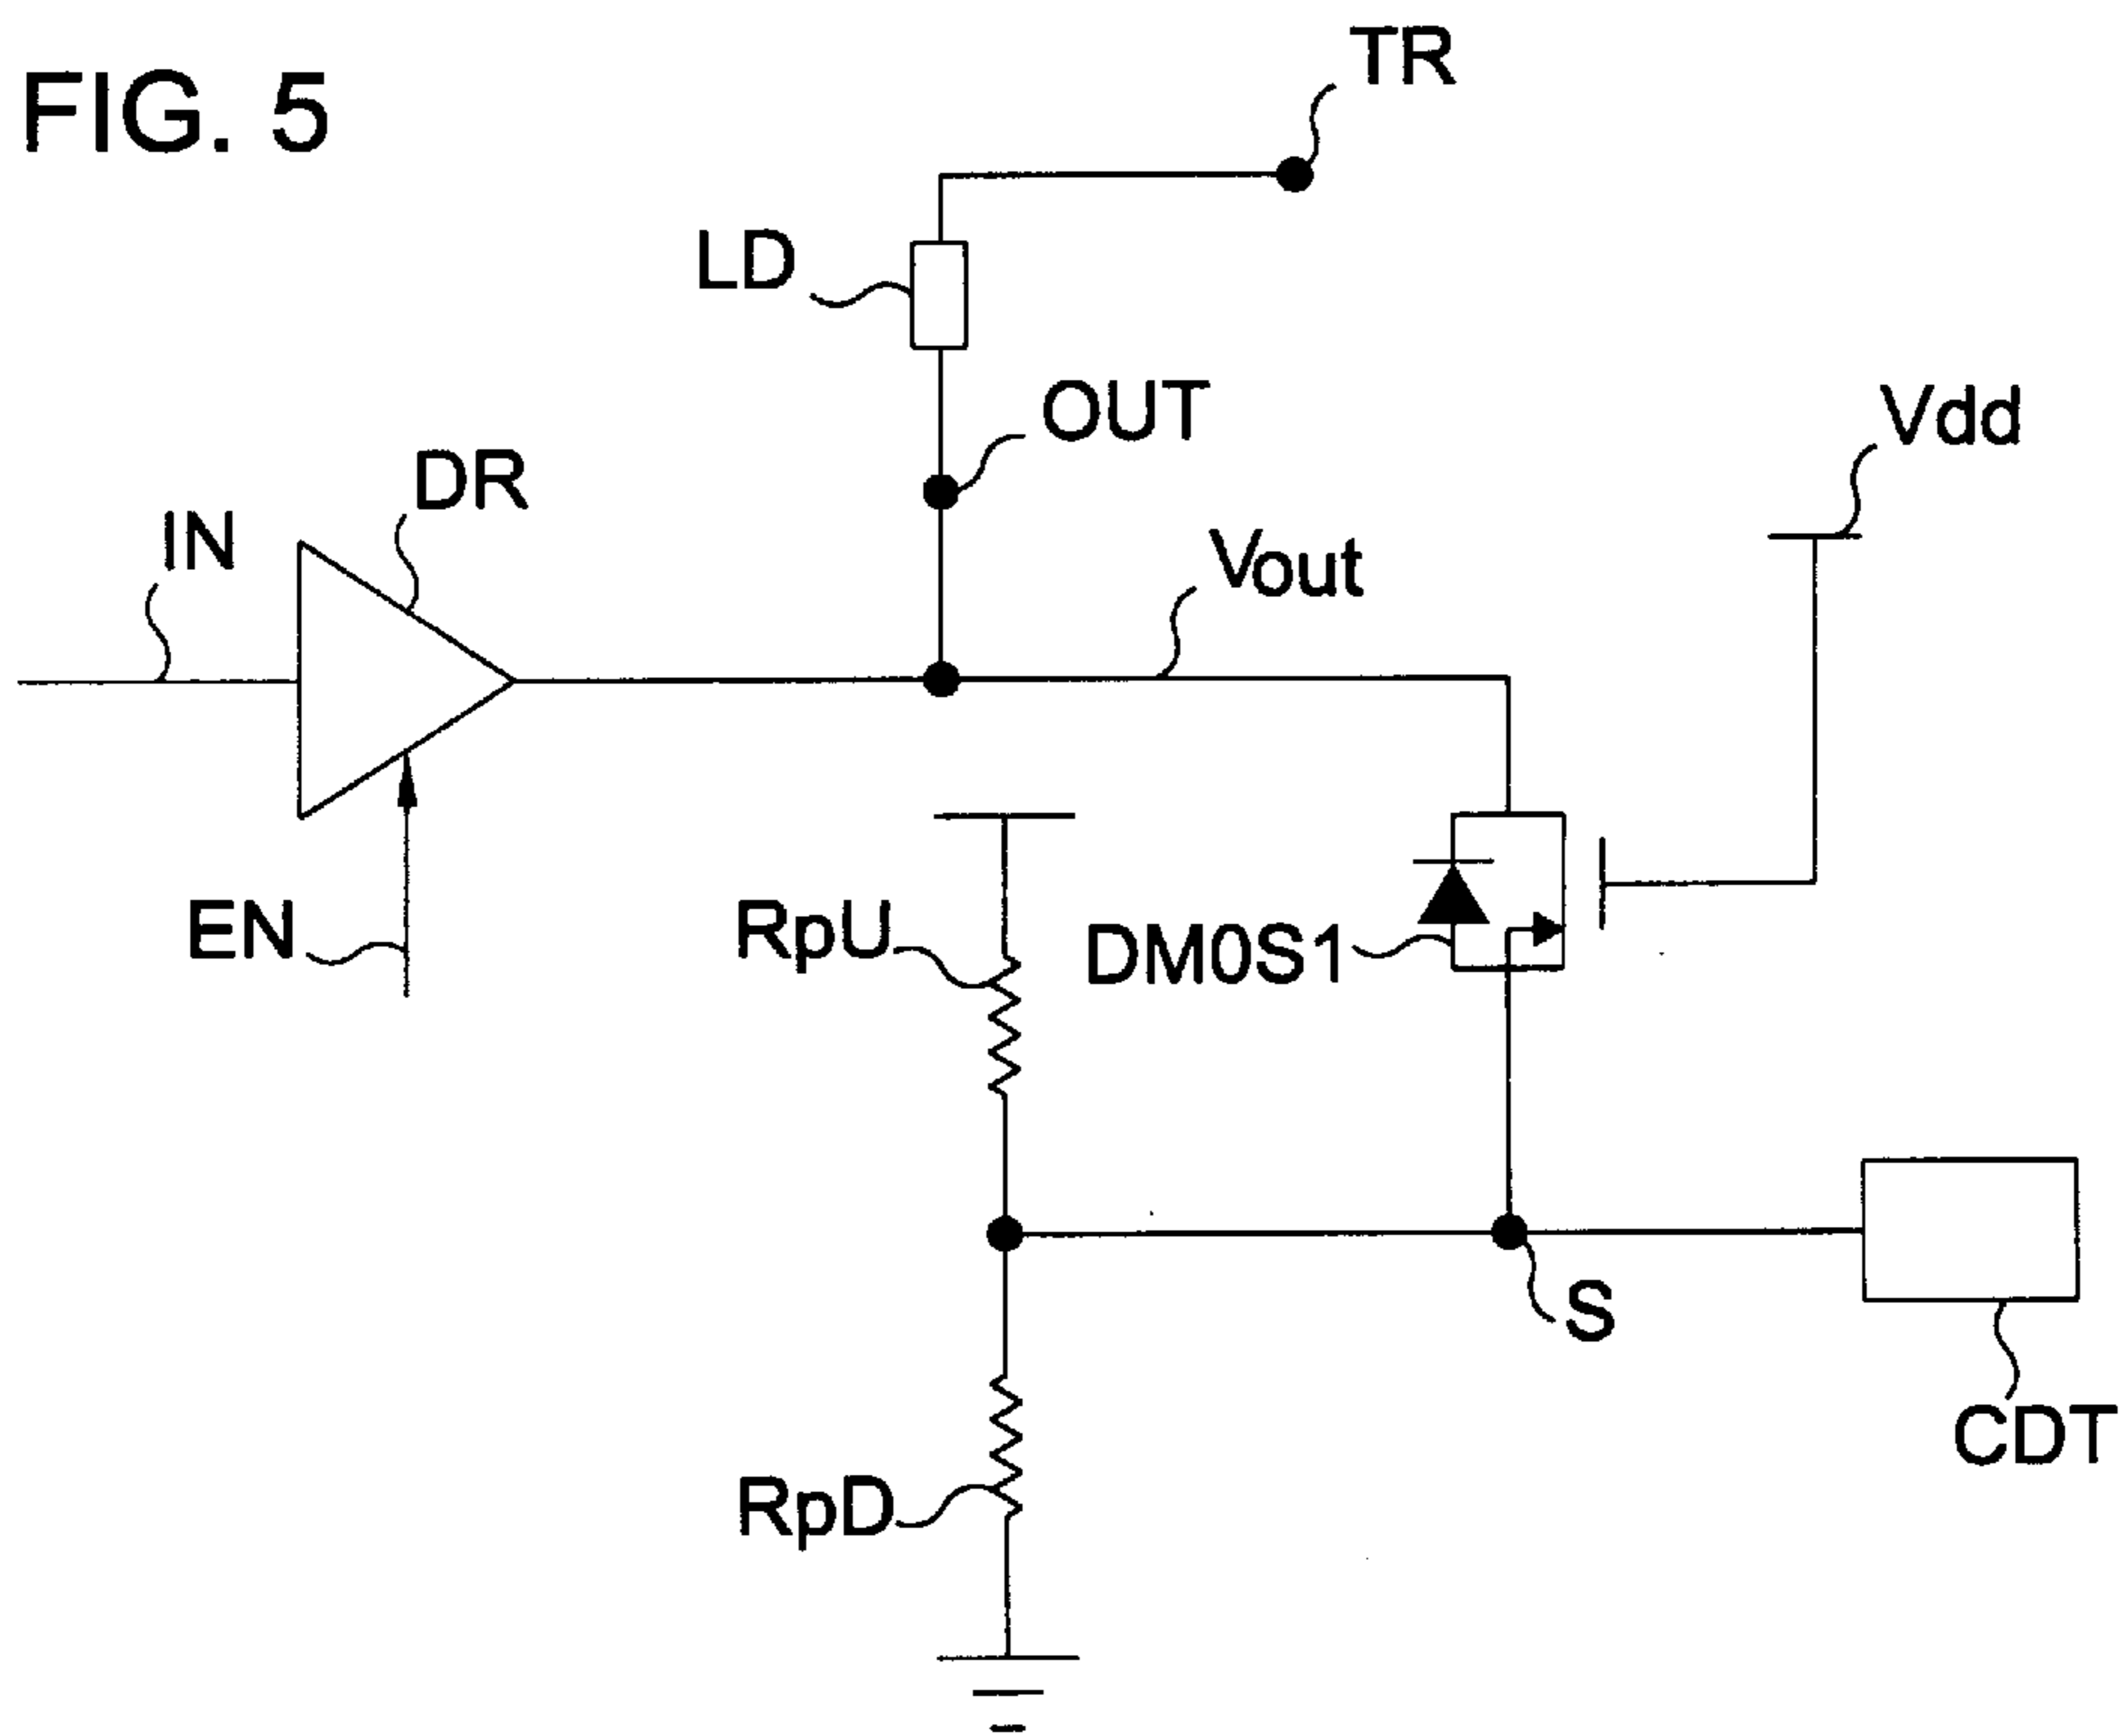 FIG. 5
TR
LD
OUT
Vdd
DR
IN
Vout
EN
RpU
DM0S1
S
CDT
RpD